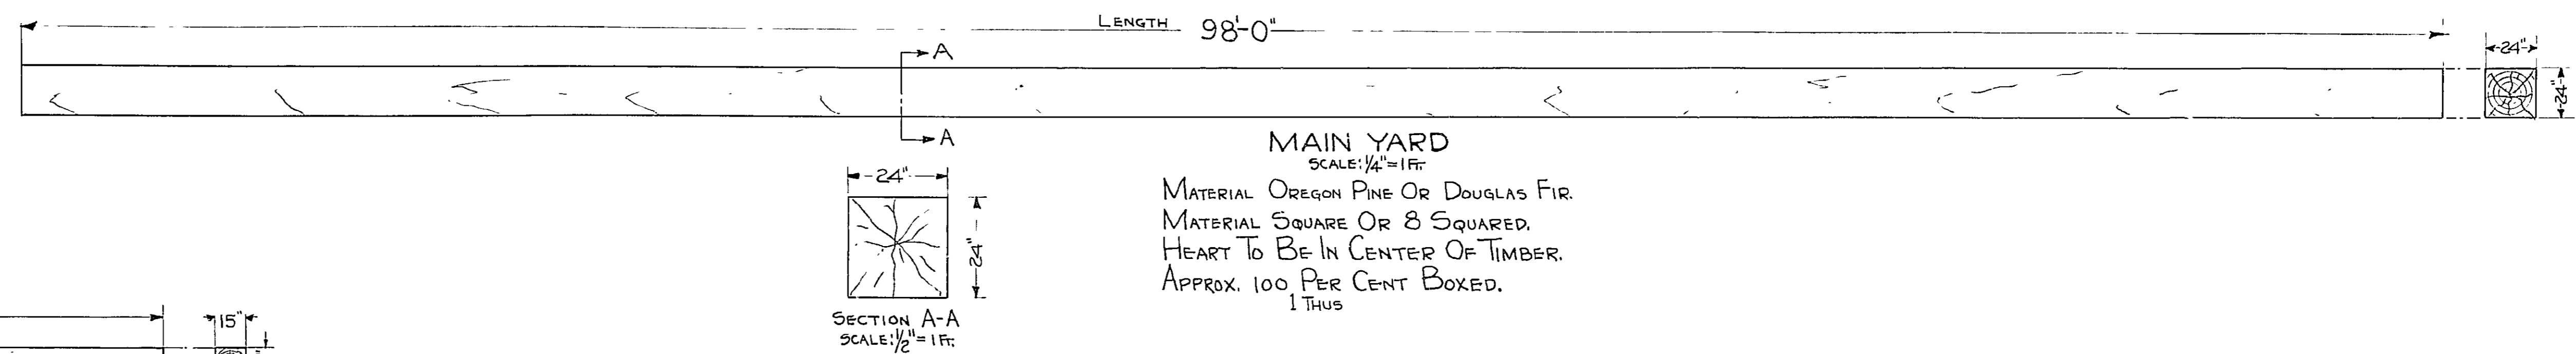 LENGTH 98'-0"
A
24"
24"
A
MAIN YARD
SCALE: 1/4" = 1 FT.
MATERIAL OREGON PINE OR DOUGLAS FIR.
MATERIAL SQUARE OR 8 SQUARED.
HEART TO BE IN CENTER OF TIMBER.
APPROX. 100 PER CENT BOXED.
1 THUS
24"
24"
SECTION A-A
SCALE: 1/2" = 1 FT.
15"